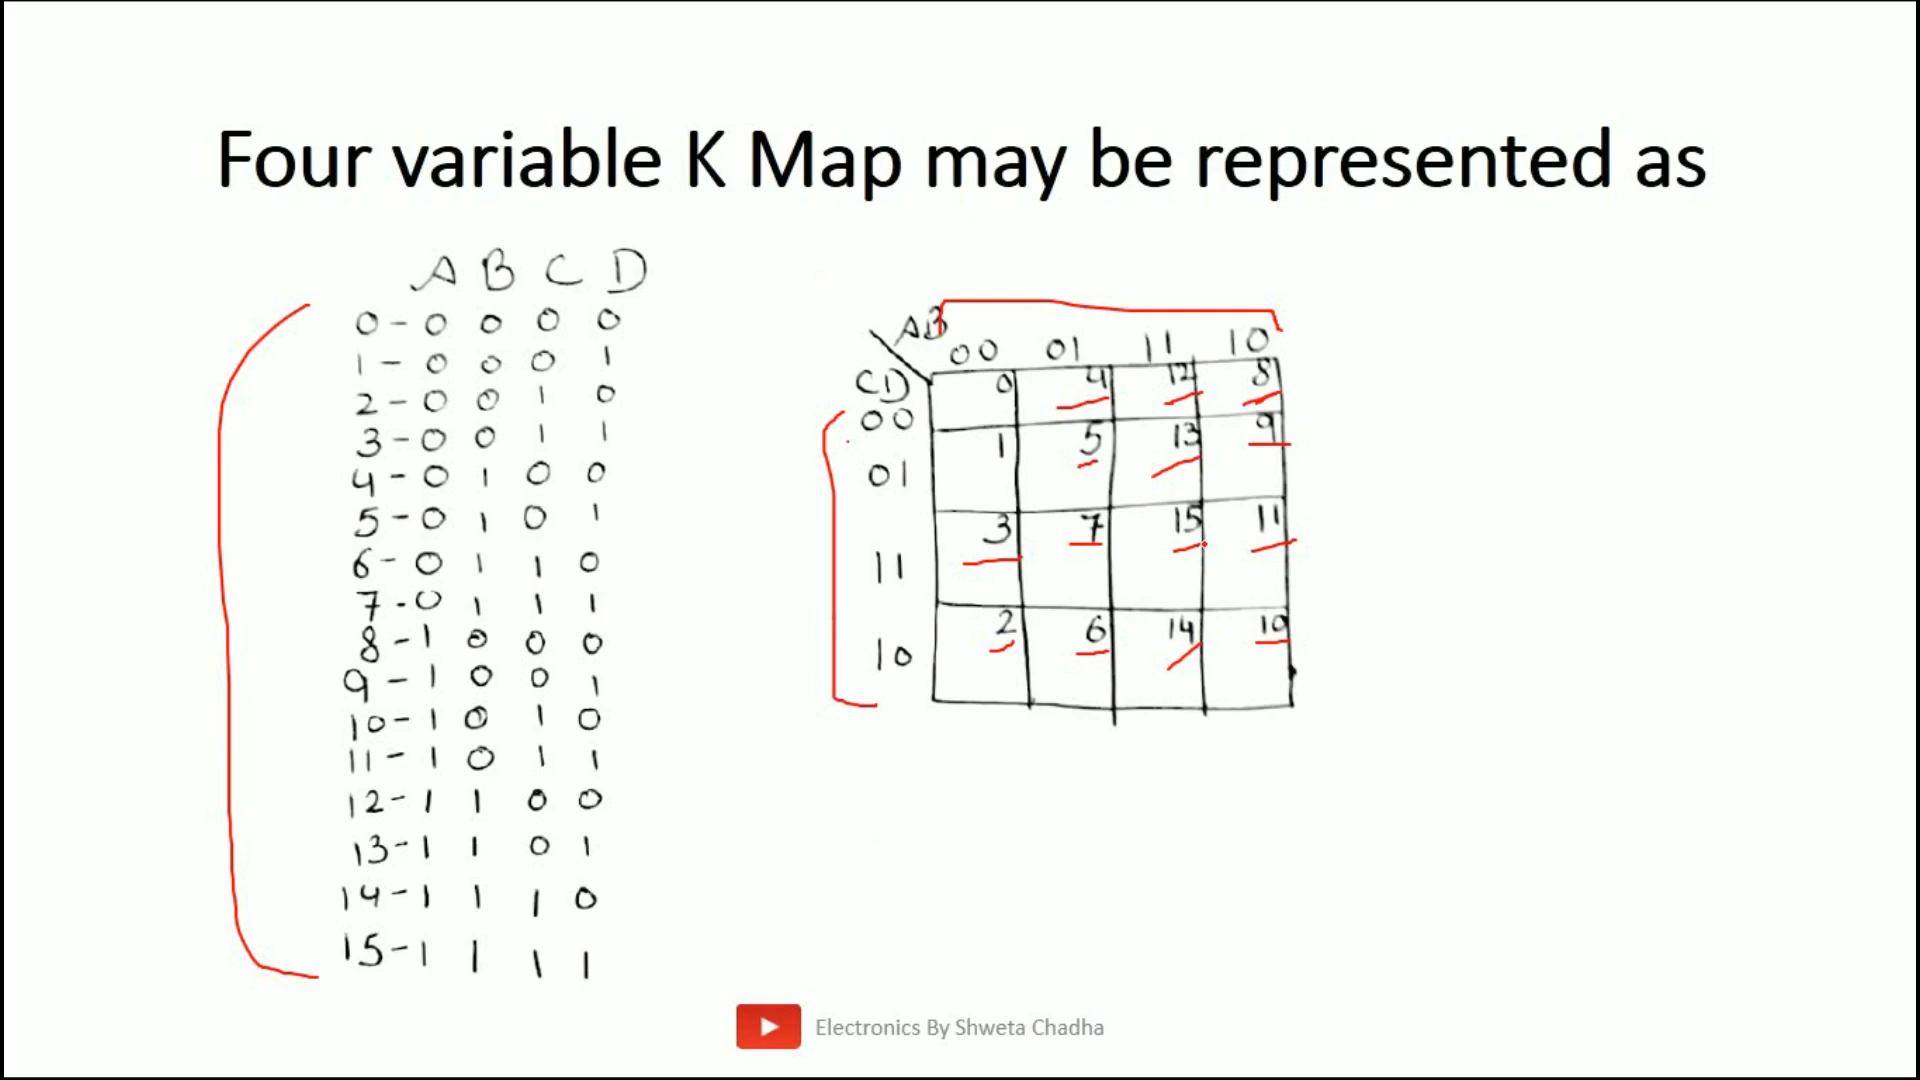 Four variable K Map may be represented as
A B C D
0-0 0 0 0
1-0 0 0 1
2-0 0 1 0
3-0 0 1 1
4-0 1 0 0
5-0 1 0 1
6-0 1 1 0
7-0 1 1 1
8-1 0 0 0
9-1 0 0 1
10-1 0 1 0
11-1 0 1 1
12-1 1 0 0
13-1 1 0 1
14-1 1 1 0
15-1 1 1 1
AB
00 01 11 10
CD
0 4 12 8
00
1 5 13 9
01
3 7 15 11
11
2 6 14 10
10
Electronics By Shweta Chadha